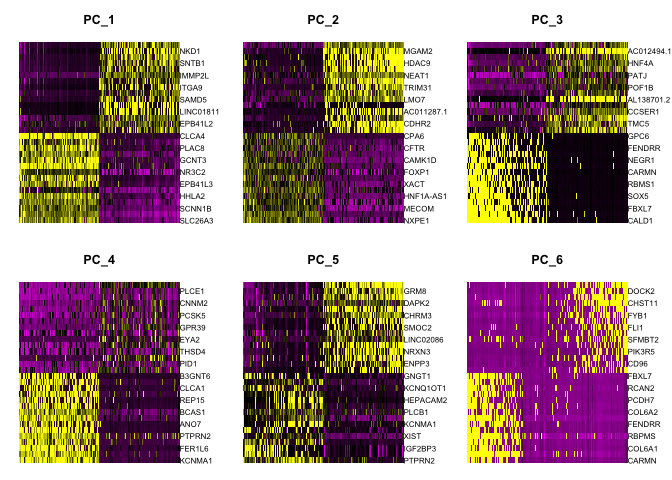 PC_1
NKD1
SNTB1
IMMP2L
ITGA9
SAMD5
LINC01811
EPB41L2
CLCA4
PLAC8
GCNT3
NR3C2
EPB41L3
HHLA2
SCNN1B
SLC26A3
PC_2
MGAM2
HDAC9
NEAT1
TRIM31
LMO7
AC011287.1
CDHR2
CPA6
CFTR
CAMK1D
FOXP1
XACT
HNF1A-AS1
MECOM
NXPE1
PC_3
AC012494.1
HNF4A
PATJ
POF1B
AL138701.2
CCSER1
TMC5
GPC6
FENDRR
NEGR1
CARMN
RBMS1
SOX5
FBXL7
CALD1
PC_4
PLCE1
CNNM2
PCSK5
GPR39
EYA2
THSD4
PID1
B3GNT6
CLCA1
REP15
BCAS1
ANO7
PTPRN2
FER1L6
KCNMA1
PC_5
GRM8
DAPK2
CHRM3
SMOC2
LINC02086
NRXN3
ENPP3
GNGT1
KCNQ1OT1
HEPACAM2
PLCB1
KCNMA1
XIST
IGF2BP3
PTPRN2
PC_6
DOCK2
CHST11
FYB1
FLI1
SFMBT2
PIK3R5
CD96
FBXL7
RCAN2
PCDH7
COL6A2
FENDRR
RBPMS
COL6A1
CARMN